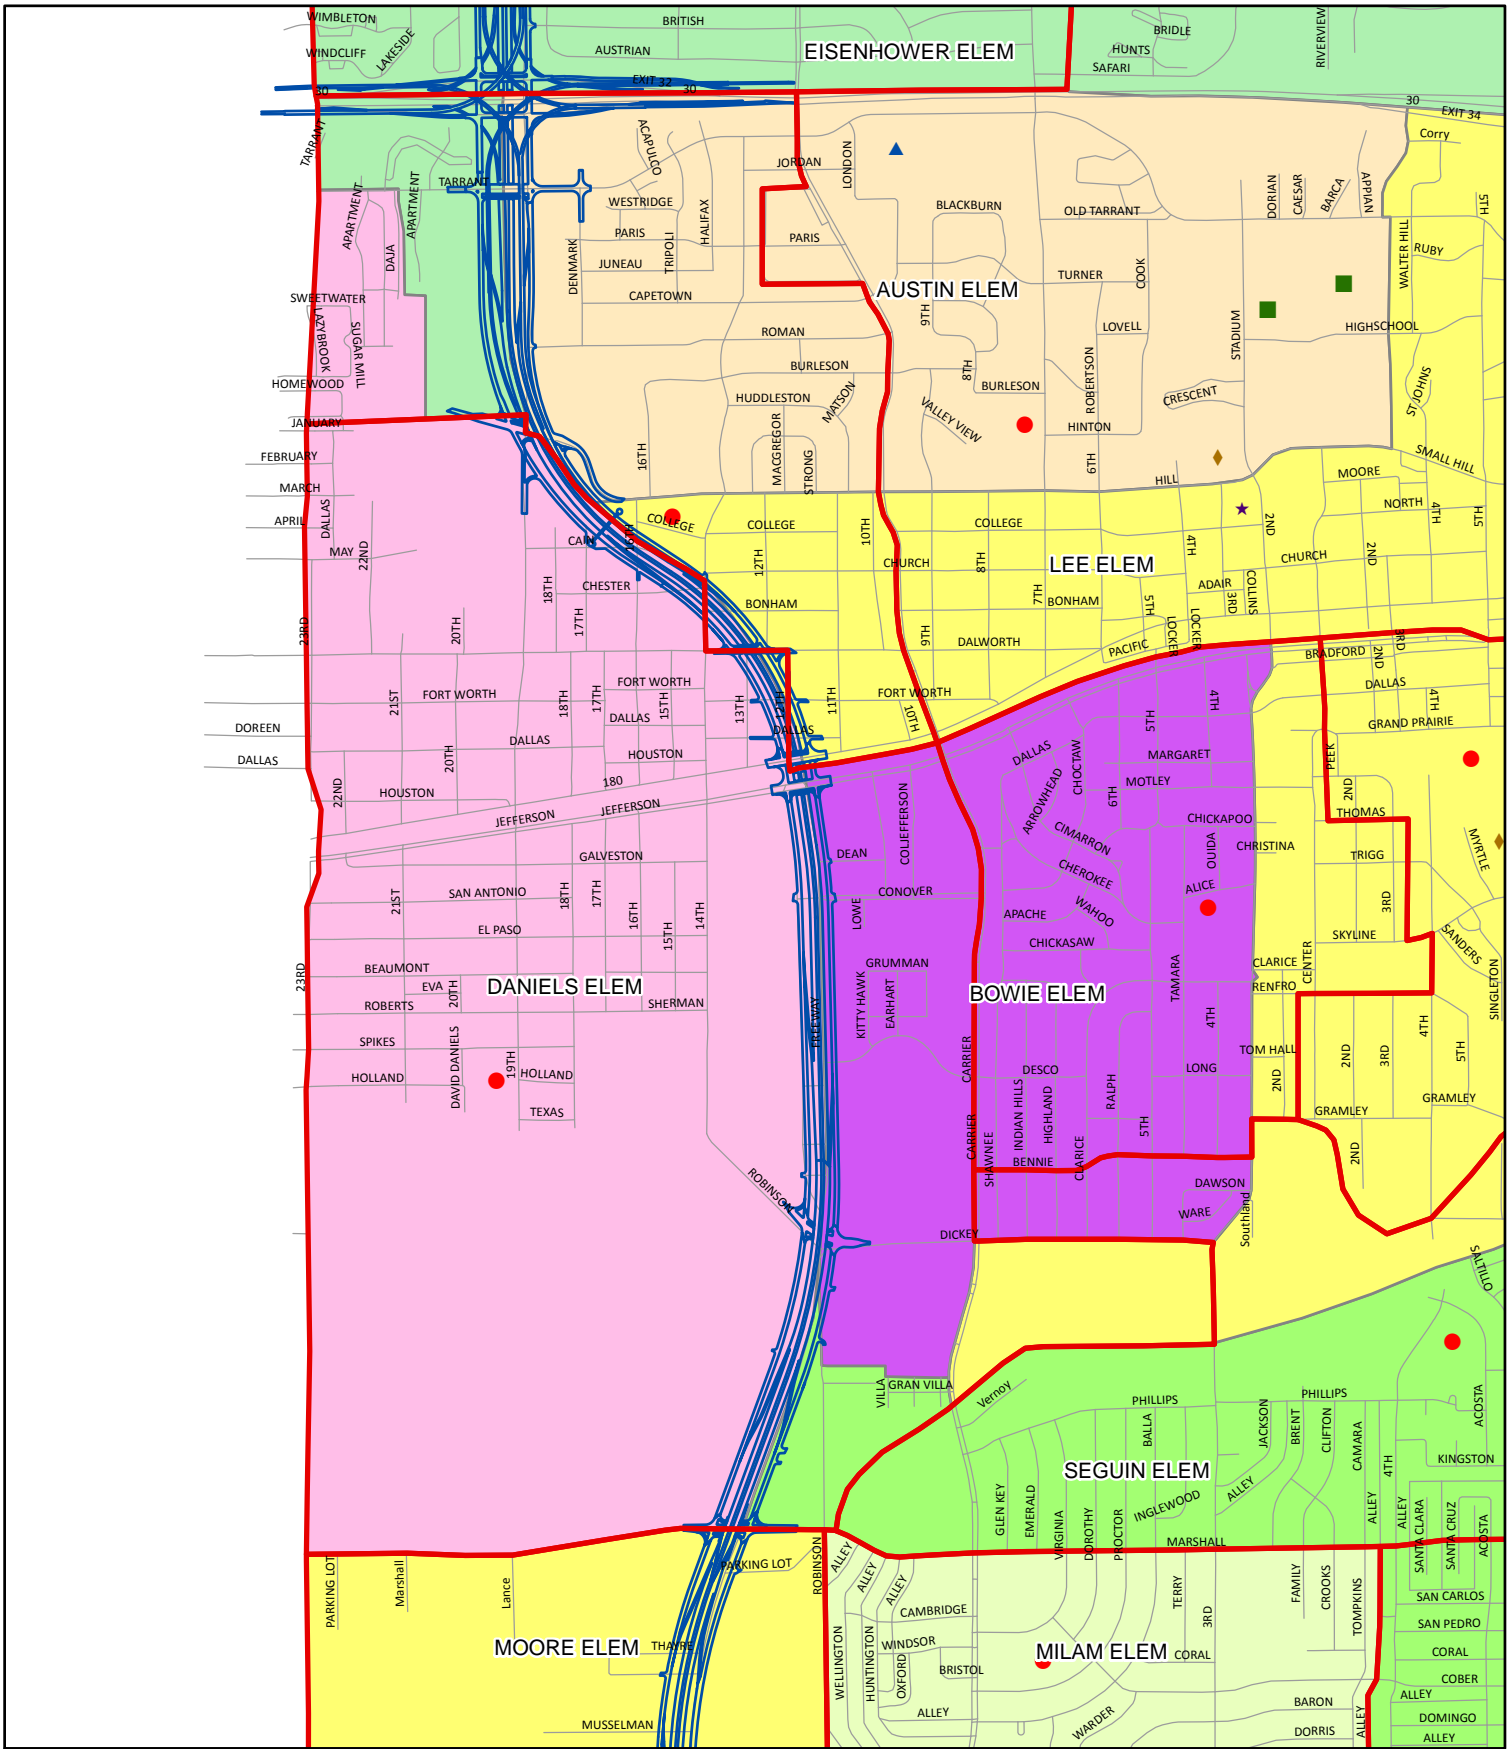 WIMBLETON
BRITISH
BRIDLE
RIVERVIEW
LAKESIDE
WINDCLIFF
AUSTRIAN
EISENHOWER ELEM
HUNTS
SAFARI
EXIT 32
30
30
30
EXIT 34
TARRANT
ACAPULCO
JORDAN
LONDON
Corry
TARRANT
APARTMENT
APARTMENT
WESTRIDGE
HALIFAX
BLACKBURN
OLD TARRANT
DORIAN
CAESAR
BARCA
APPIAN
5TH
DAJA
DENMARK
PARIS
TRIPOLI
PARIS
WALTER HILL
RUBY
JUNEAU
TURNER
COOK
SWEETWATER
CAPETOWN
AUSTIN ELEM
9TH
LAZYBROOK
SUGAR MILL
ROMAN
LOVELL
STADIUM
HIGHSCHOOL
BURLESON
8TH
BURLESON
ROBERTSON
HOMEWOOD
HUDDLESTON
MATSON
VALLEY VIEW
CRESCENT
ST JOHNS
JANUARY
MACGREGOR
STRONG
HINTON
FEBRUARY
16TH
6TH
HILL
MOORE
SMALL HILL
MARCH
NORTH
4TH
5TH
APRIL
DALLAS
COLLEGE
COLLEGE
10TH
COLLEGE
2ND
MAY
22ND
CAIN
16TH
12TH
CHURCH
8TH
LEE ELEM
4TH
CHURCH
2ND
18TH
CHESTER
ADAIR
3RD
COLLINS
17TH
BONHAM
7TH
BONHAM
5TH
LOCKER
LOCKER
23RD
20TH
9TH
DALWORTH
PACIFIC
BRADFORD
2ND
3RD
21ST
FORT WORTH
18TH
17TH
FORT WORTH
15TH
13TH
12TH
11TH
FORT WORTH
10TH
4TH
DALLAS
4TH
DOREEN
DALLAS
DALLAS
DALLAS
DALLAS
5TH
GRAND PRAIRIE
DALLAS
20TH
HOUSTON
CHOCTAW
MARGARET
PEEK
22ND
HOUSTON
180
ARROWHEAD
6TH
MOTLEY
2ND
JEFFERSON
JEFFERSON
COLJEFFERSON
CIMARRON
CHICKAPOO
THOMAS
GALVESTON
DEAN
CHEROKEE
OUIDA
CHRISTINA
TRIGG
MYRTLE
21ST
SAN ANTONIO
18TH
17TH
16TH
15TH
14TH
CONOVER
LOWE
APACHE
WAHOO
ALICE
3RD
EL PASO
CHICKASAW
SKYLINE
SANDERS
23RD
BEAUMONT
GRUMMAN
TAMARA
CLARICE
CENTER
EVA
20TH
DANIELS ELEM
BOWIE ELEM
RENFRO
SINGLETON
ROBERTS
SHERMAN
KITTY HAWK
EARHART
4TH
4TH
SPIKES
FREEWAY
CARRIER
TOM HALL
2ND
3RD
5TH
HOLLAND
DAVID DANIELS
19TH
HOLLAND
DESCO
RALPH
LONG
2ND
TEXAS
INDIAN HILLS
HIGHLAND
5TH
GRAMLEY
GRAMLEY
CARRIER
SHAWNEE
BENNIE
CLARICE
2ND
ROBINSON
DAWSON
WARE
Southland
DICKEY
SALTILLO
VILLA
GRAN VILLA
Vernoy
PHILLIPS
PHILLIPS
BALLA
JACKSON
BRENT
CLIFTON
CAMARA
4TH
ACOSTA
KINGSTON
SEGUIN ELEM
GLEN KEY
EMERALD
VIRGINIA
DOROTHY
PROCTOR
INGLEWOOD
ALLEY
ALLEY
ALLEY
SANTA CLARA
SANTA CRUZ
ACOSTA
MARSHALL
PARKING LOT
Marshall
Lance
PARKING LOT
ROBINSON
ALLEY
ALLEY
ALLEY
TERRY
3RD
FAMILY
CROOKS
TOMPKINS
SAN CARLOS
CAMBRIDGE
SAN PEDRO
MOORE ELEM
THAYRE
WINDSOR
MILAM ELEM
CORAL
CORAL
WELLINGTON
HUNTINGTON
OXFORD
BRISTOL
COBER
ALLEY
BARON
ALLEY
WARDER
DORRIS
ALLEY
DOMINGO
MUSSELMAN
ALLEY